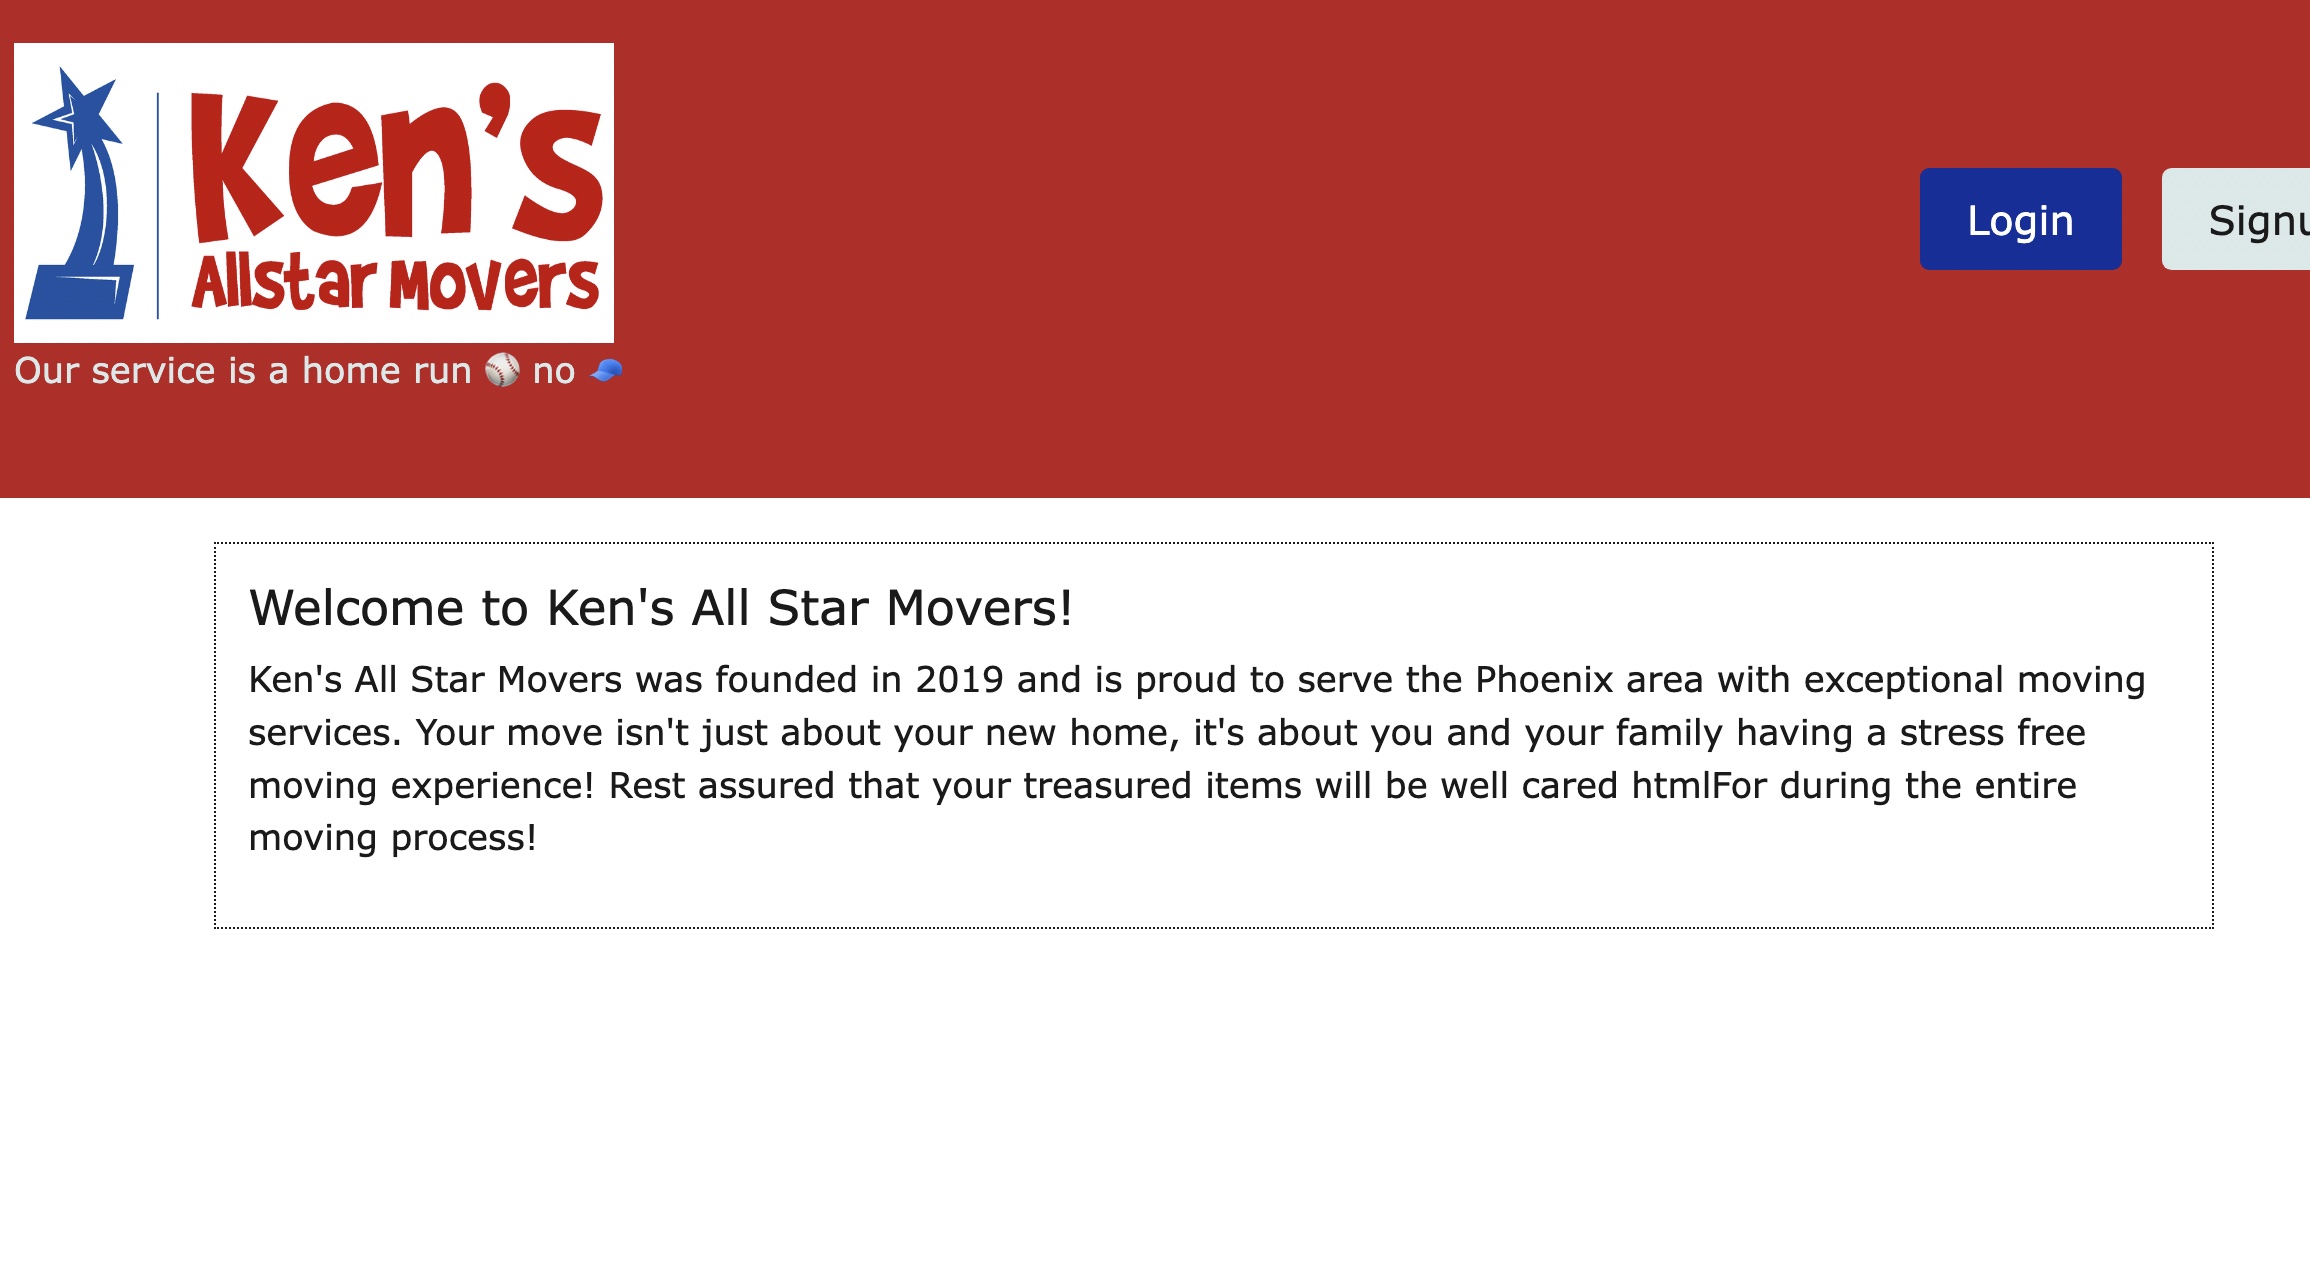 Ken's
Allstar Movers
Our service is a home run ⚾ no 🧢
Login
Signu
Welcome to Ken's All Star Movers!
Ken's All Star Movers was founded in 2019 and is proud to serve the Phoenix area with exceptional moving
services. Your move isn't just about your new home, it's about you and your family having a stress free
moving experience! Rest assured that your treasured items will be well cared htmlFor during the entire
moving process!